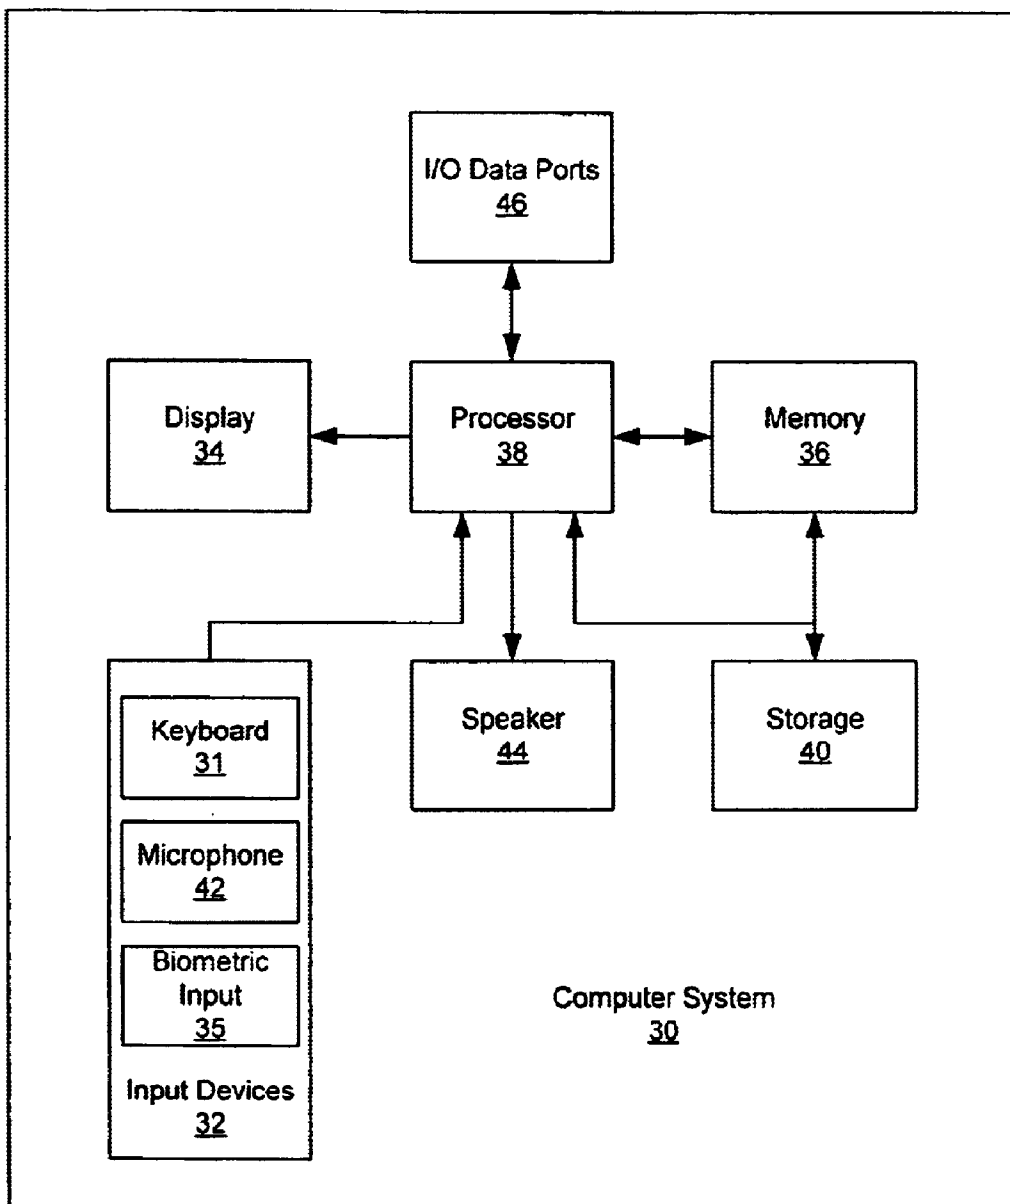 I/O Data Ports
46
Display
34
Processor
38
Memory
36
Keyboard
31
Microphone
42
Biometric
Input
35
Input Devices
32
Speaker
44
Storage
40
Computer System
30